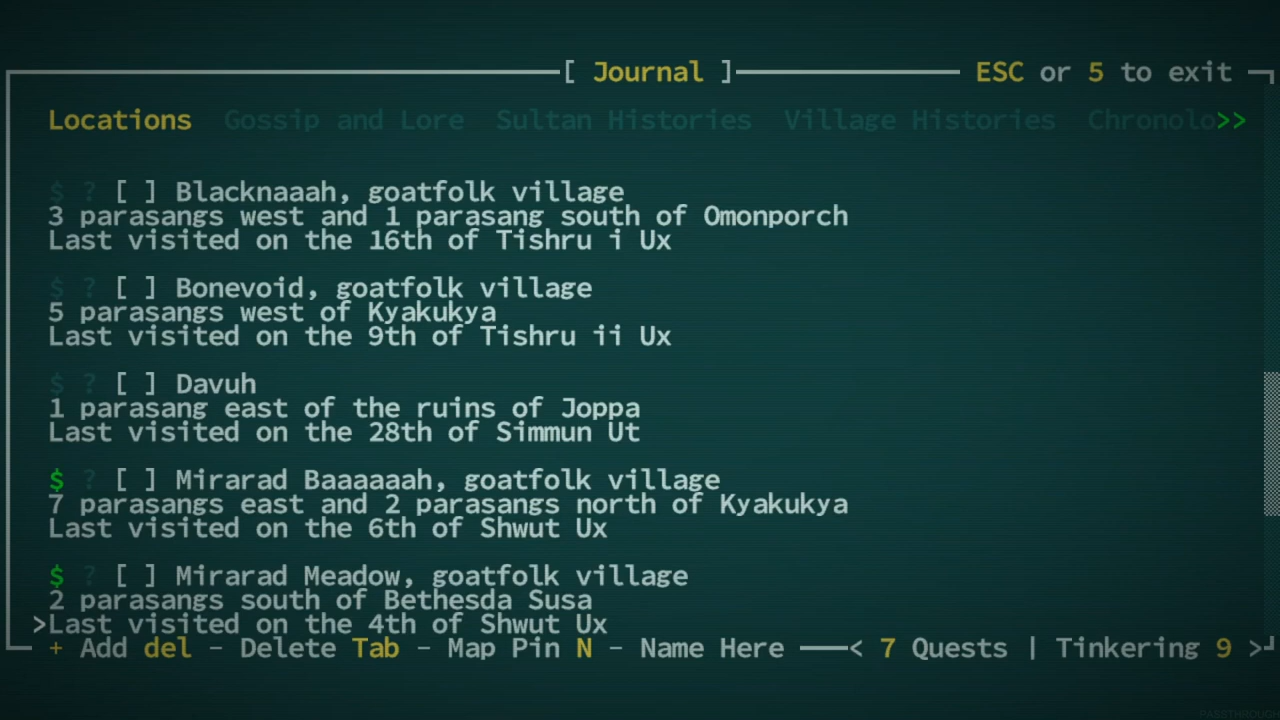 [ Journal ] ESC or 5 to exit
Locations Gossip and Lore Sultan Histories Village Histories Chronolo>>
$ ? [ ] Blacknaaah, goatfolk village
3 parasangs west and 1 parasang south of Omonporch
Last visited on the 16th of Tishru i Ux
$ ? [ ] Bonevoid, goatfolk village
5 parasangs west of Kyakukya
Last visited on the 9th of Tishru ii Ux
$ ? [ ] Davuh
1 parasang east of the ruins of Joppa
Last visited on the 28th of Simmun Ut
$ ? [ ] Mirarad Baaaaaah, goatfolk village
7 parasangs east and 2 parasangs north of Kyakukya
Last visited on the 6th of Shwut Ux
$ ? [ ] Mirarad Meadow, goatfolk village
2 parasangs south of Bethesda Susa
>Last visited on the 4th of Shwut Ux
+ Add del - Delete Tab - Map Pin N - Name Here < 7 Quests | Tinkering 9 >